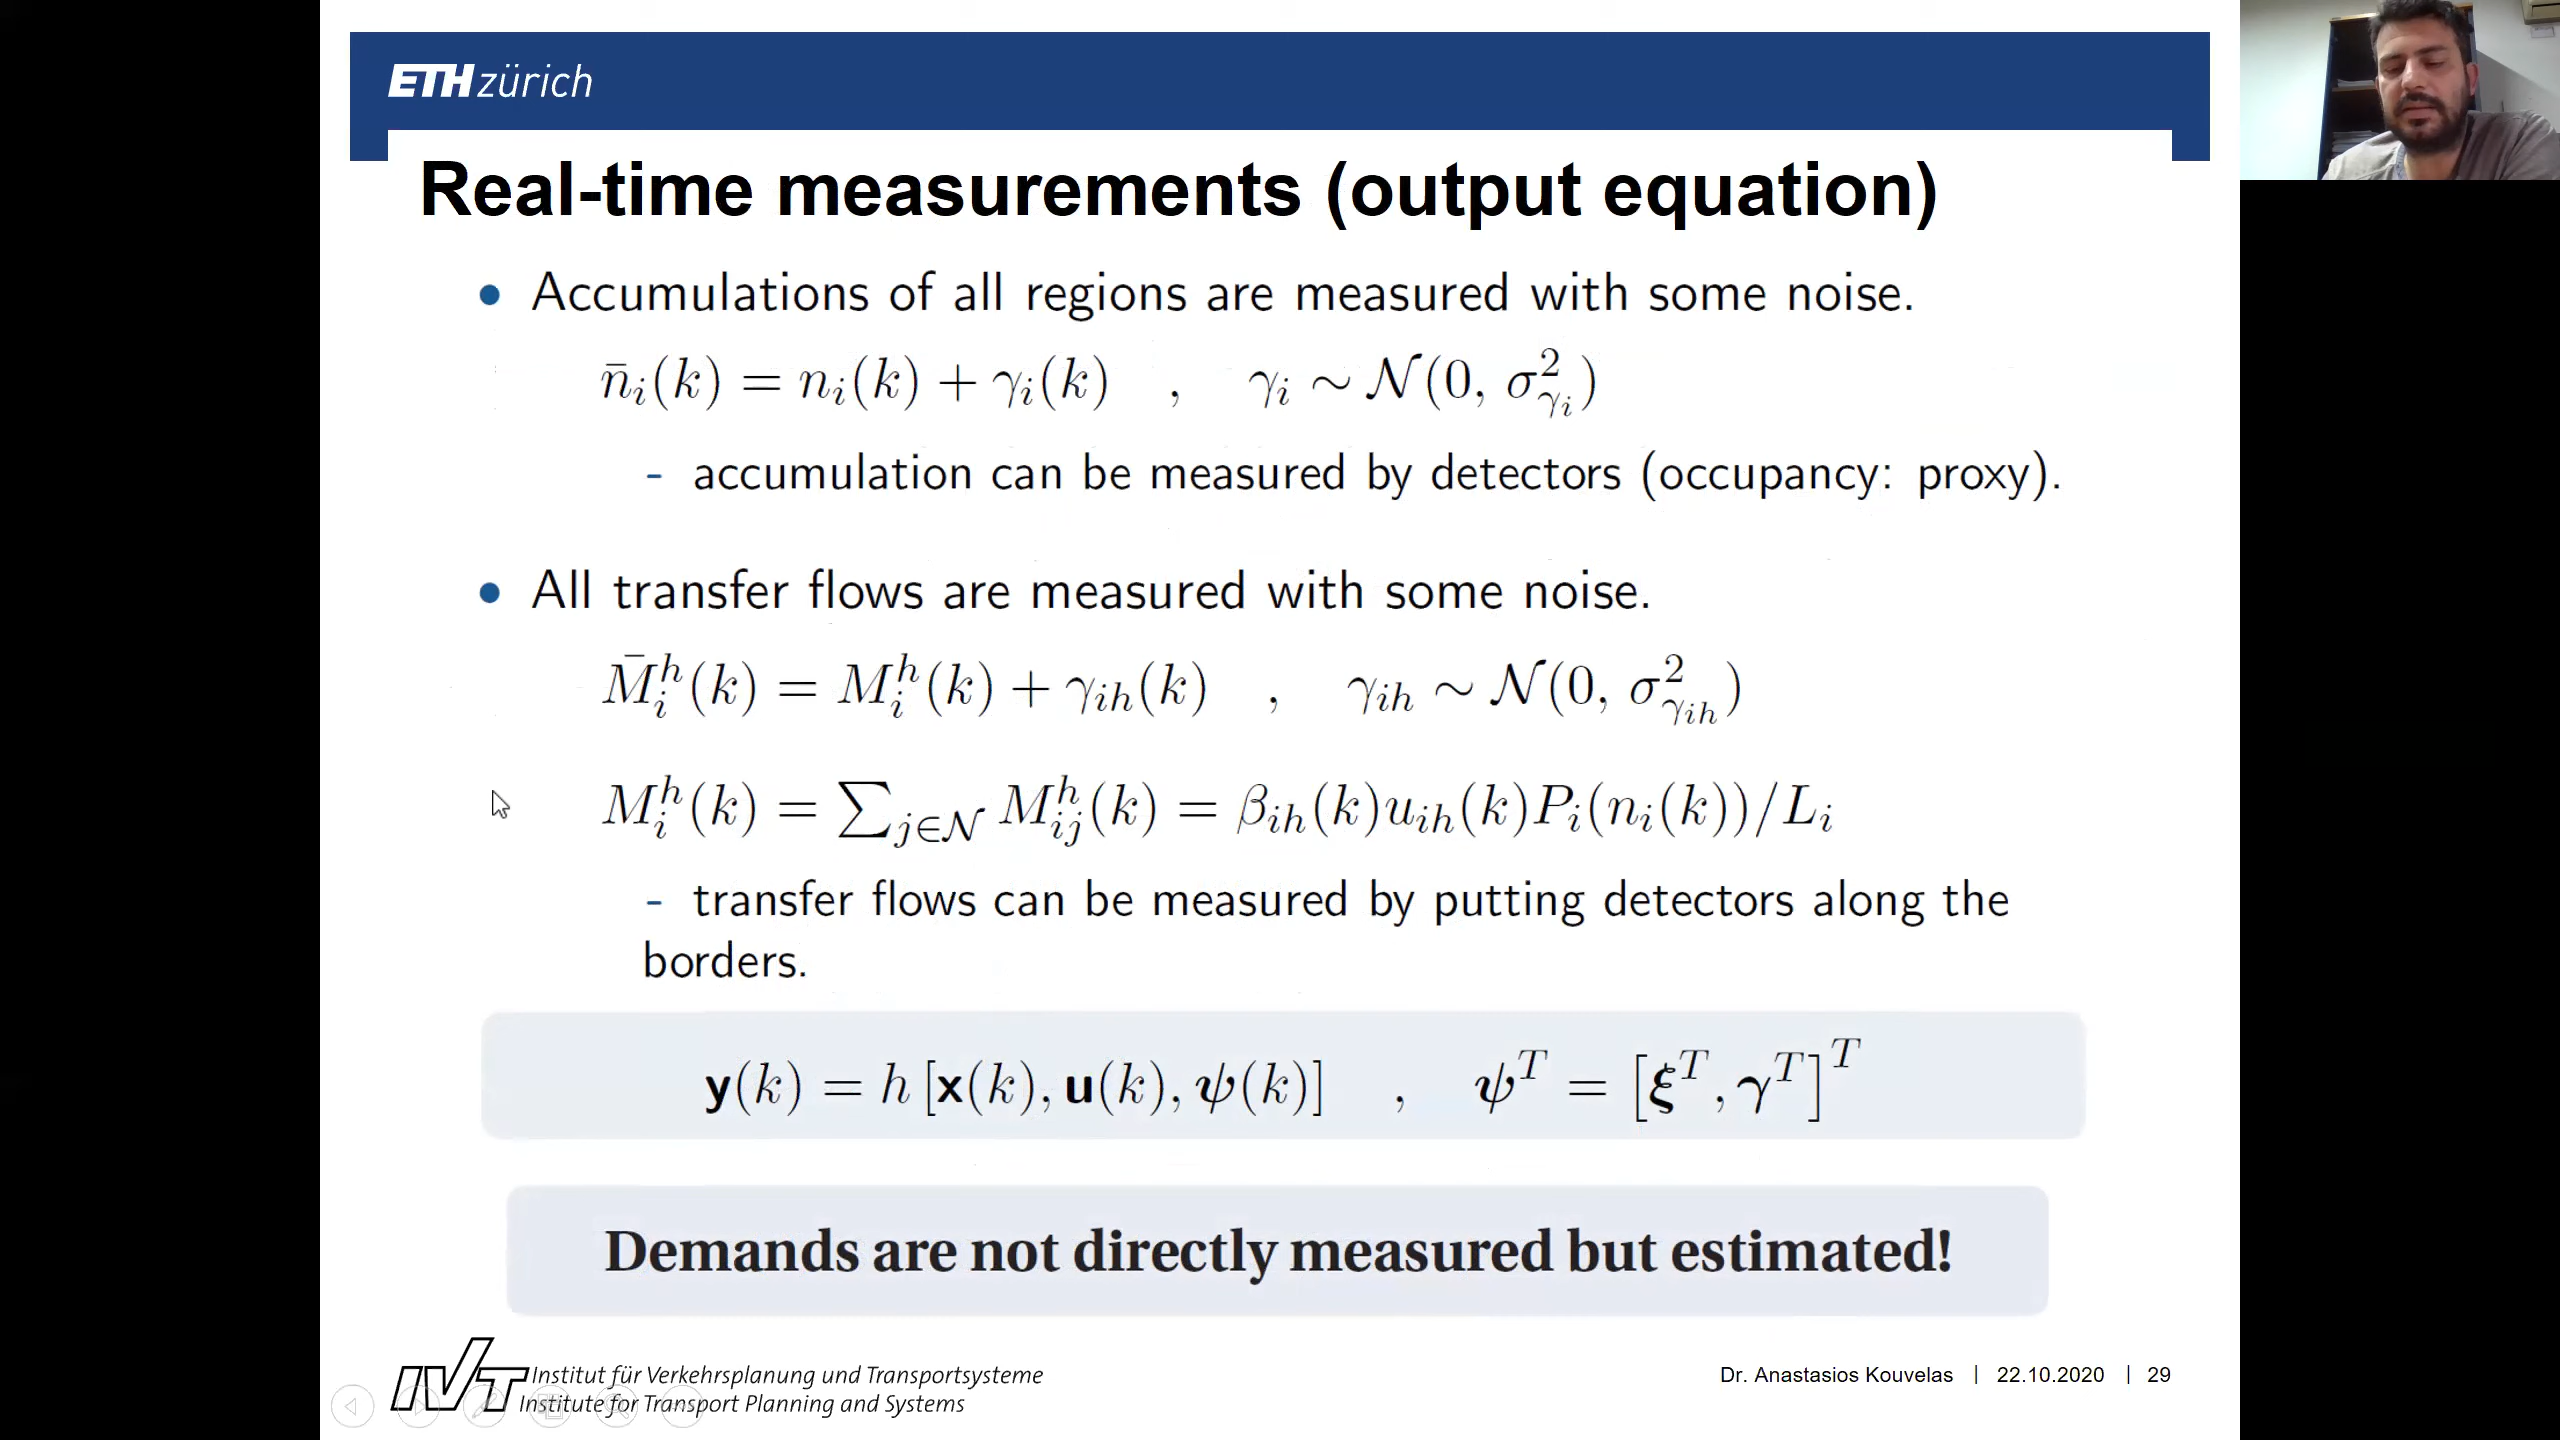 ETH zürich
Real-time measurements (output equation)
• Accumulations of all regions are measured with some noise.
n̄ᵢ(k) = nᵢ(k) + γᵢ(k) , γᵢ ∼ 𝒩(0, σ²_γᵢ)
- accumulation can be measured by detectors (occupancy: proxy).
• All transfer flows are measured with some noise.
M̄ᵢʰ(k) = Mᵢʰ(k) + γᵢₕ(k) , γᵢₕ ∼ 𝒩(0, σ²_γᵢₕ)
Mᵢʰ(k) = ∑_{j∈𝒩} Mᵢⱼʰ(k) = βᵢₕ(k)uᵢₕ(k)Pᵢ(nᵢ(k))/Lᵢ
- transfer flows can be measured by putting detectors along the
borders.
y(k) = h [x(k), u(k), ψ(k)] , ψᵀ = [ξᵀ, γᵀ]ᵀ
Demands are not directly measured but estimated!
IVT Institut für Verkehrsplanung und Transportsysteme
Institute for Transport Planning and Systems
Dr. Anastasios Kouvelas | 22.10.2020 | 29